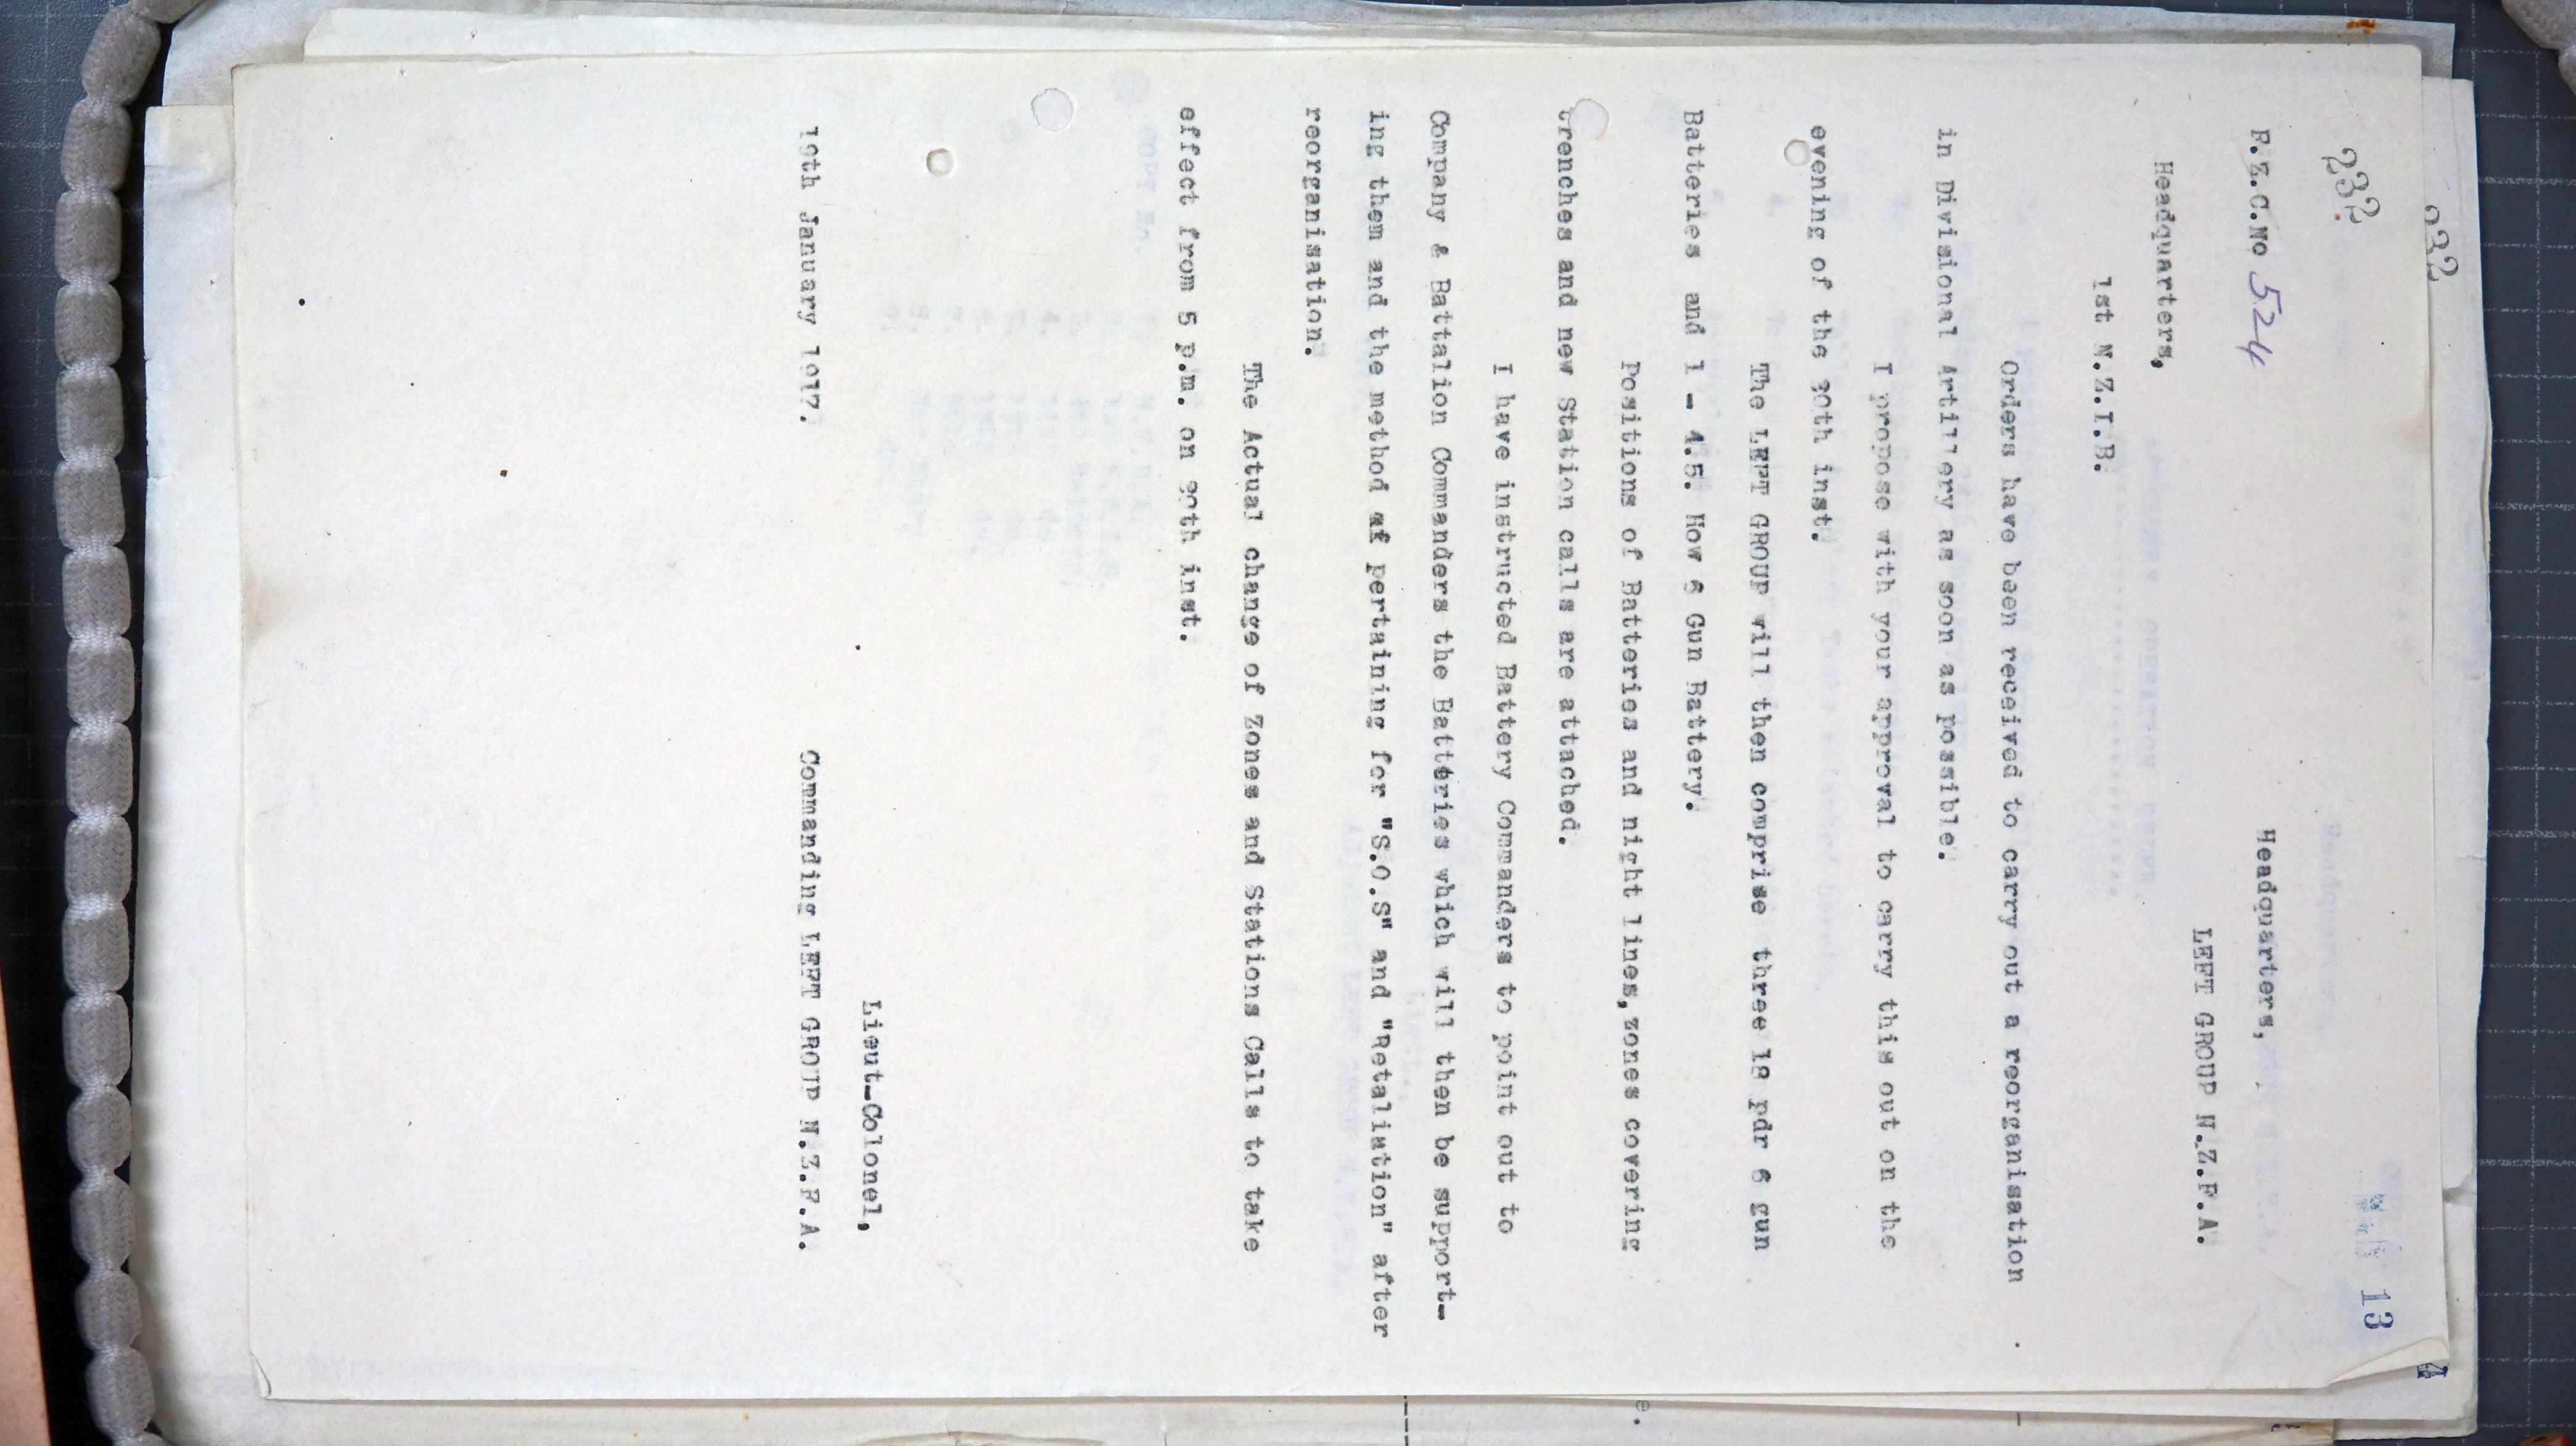 232
232
13
R.Z.C.No 524
Headquarters,
LEFT GROUP N.Z.F.A.
Headquarters,
1st N.Z.I.B.
Orders have been received to carry out a reorganisation
in Divisional Artillery as soon as possible.
I propose with your approval to carry this out on the
evening of the 20th inst.
The LEFT GROUP will then comprise three 18 pdr 6 gun
Batteries and 1 - 4.5. How 6 Gun Battery.
Positions of Batteries and night lines, zones covering
trenches and new Station calls are attached.
I have instructed Battery Commanders to point out to
Company & Battalion Commanders the Batteries which will then be support-
ing them and the method of pertaining for "S.O.S" and "Retaliation" after
reorganisation.
The Actual change of Zones and Stations Calls to take
effect from 5 p.m. on 20th inst.
Lieut-Colonel,
19th January 1917.
Commanding LEFT GROUP N.Z.F.A.